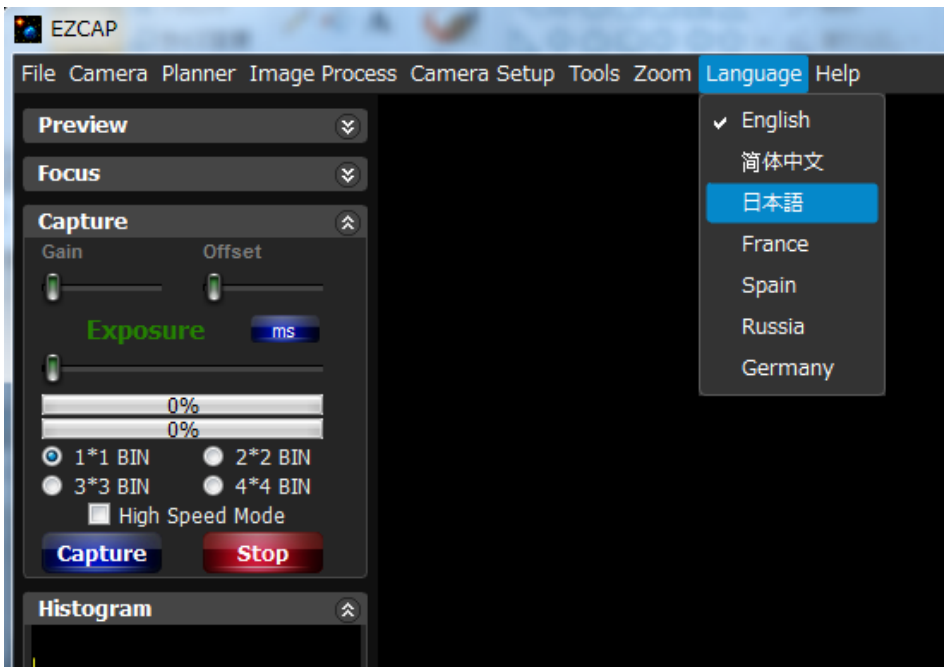 EZCAP
File Camera Planner Image Process Camera Setup Tools Zoom Language Help
Preview
Focus
Capture
Gain Offset
Exposure ms
0%
0%
1*1 BIN 2*2 BIN
3*3 BIN 4*4 BIN
High Speed Mode
Capture Stop
Histogram
English
简体中文
日本語
France
Spain
Russia
Germany